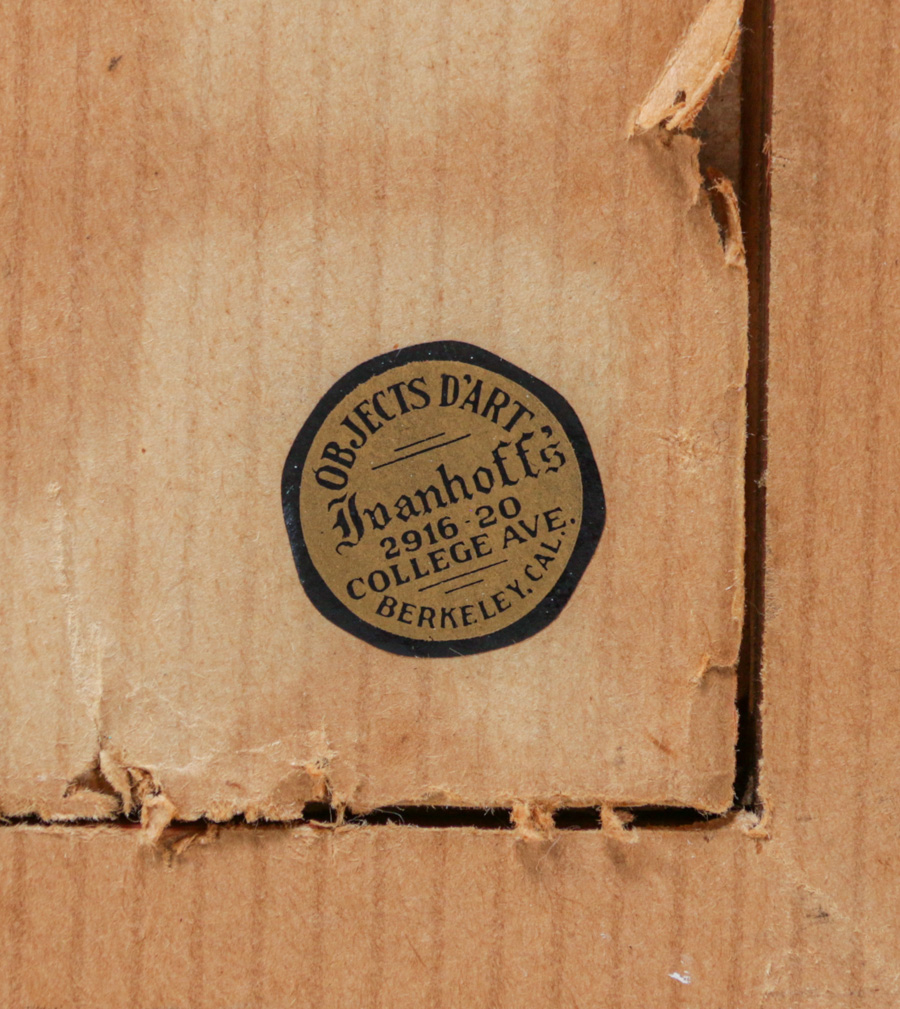 OBJECTS D'ART
Ivanhoff's
2916-20
COLLEGE AVE.
BERKELEY, CAL.